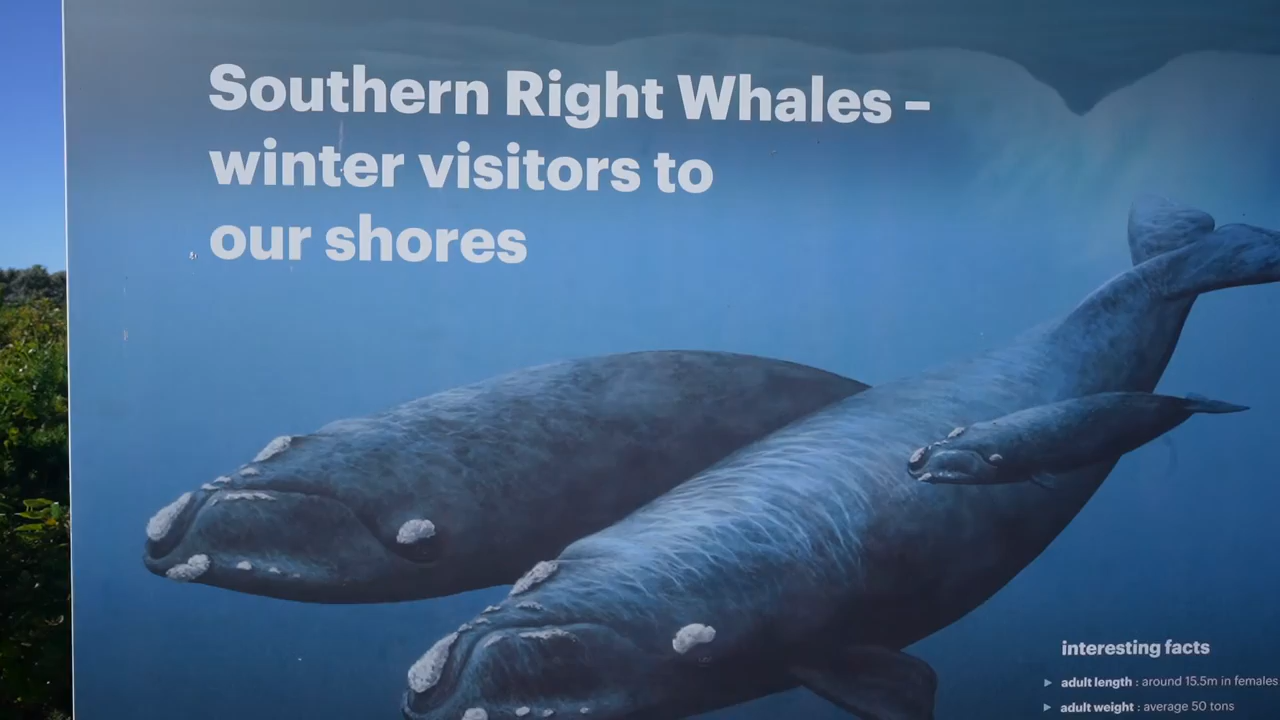 Southern Right Whales –
winter visitors to
our shores
interesting facts
adult length : around 15.5m in females
adult weight : average 50 tons